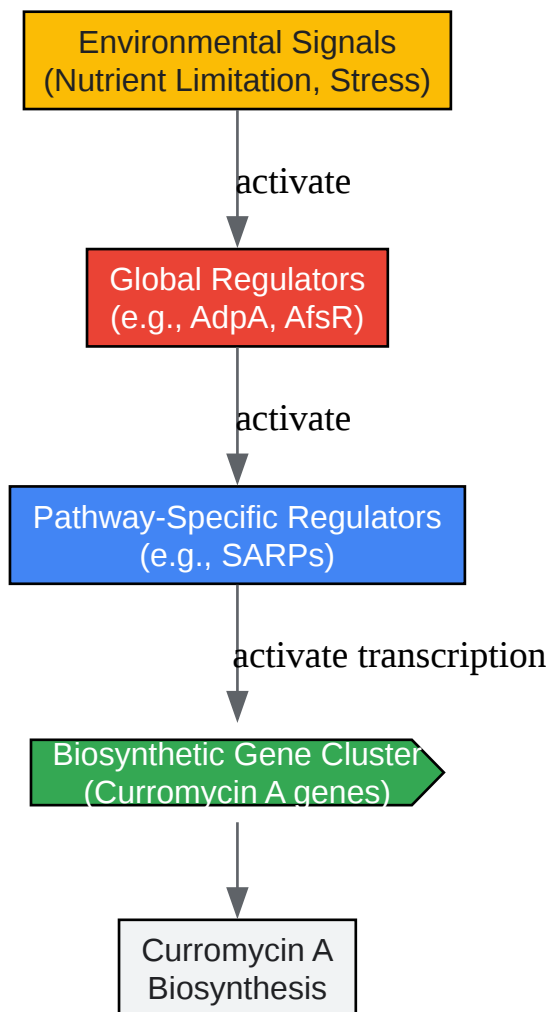 Environmental Signals
(Nutrient Limitation, Stress)
activate
Global Regulators
(e.g., AdpA, AfsR)
activate
Pathway-Specific Regulators
(e.g., SARPs)
activate transcription
Biosynthetic Gene Cluster
(Curromycin A genes)
Curromycin A
Biosynthesis